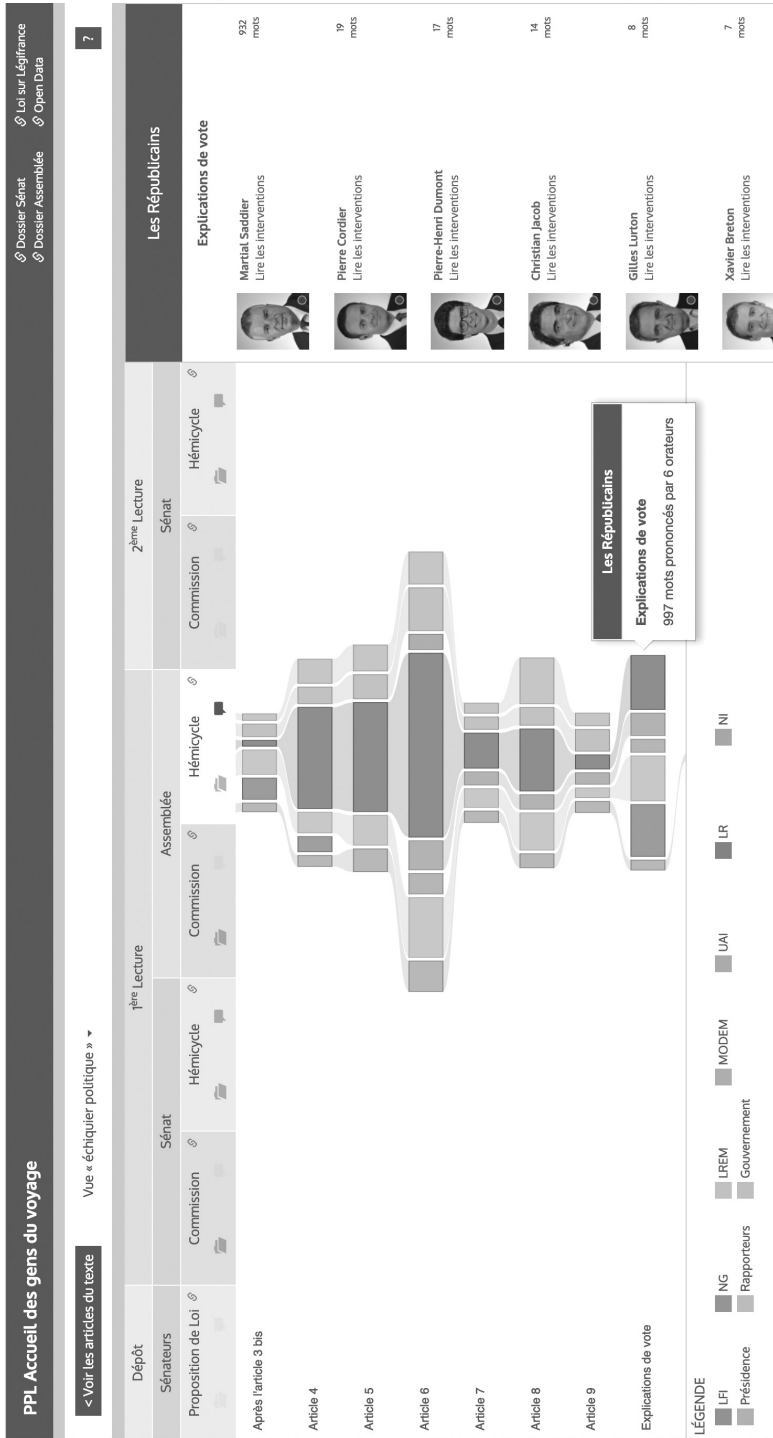 PPL Accueil des gens du voyage
Dossier Sénat
Loi sur Légifrance
Dossier Assemblée
Open Data
< Voir les articles du texte
Vue « échiquier politique »
?
Dépôt
1ère Lecture
2ème Lecture
Les Républicains
Sénateurs
Sénat
Assemblée
Sénat
Proposition de Loi
Commission
Hémicycle
Commission
Hémicycle
Commission
Hémicycle
Explications de vote
Après l'article 3 bis
Article 4
Article 5
Article 6
Article 7
Article 8
Article 9
Explications de vote
Martial Saddier
Lire les interventions
932
mots
Pierre Cordier
Lire les interventions
19
mots
Pierre-Henri Dumont
Lire les interventions
17
mots
Christian Jacob
Lire les interventions
14
mots
Gilles Lurton
Lire les interventions
8
mots
Xavier Breton
Lire les interventions
7
mots
Les Républicains
Explications de vote
997 mots prononcés par 6 orateurs
LÉGENDE
LFI
NG
LREM
MODEM
UAI
LR
NI
Présidence
Rapporteurs
Gouvernement